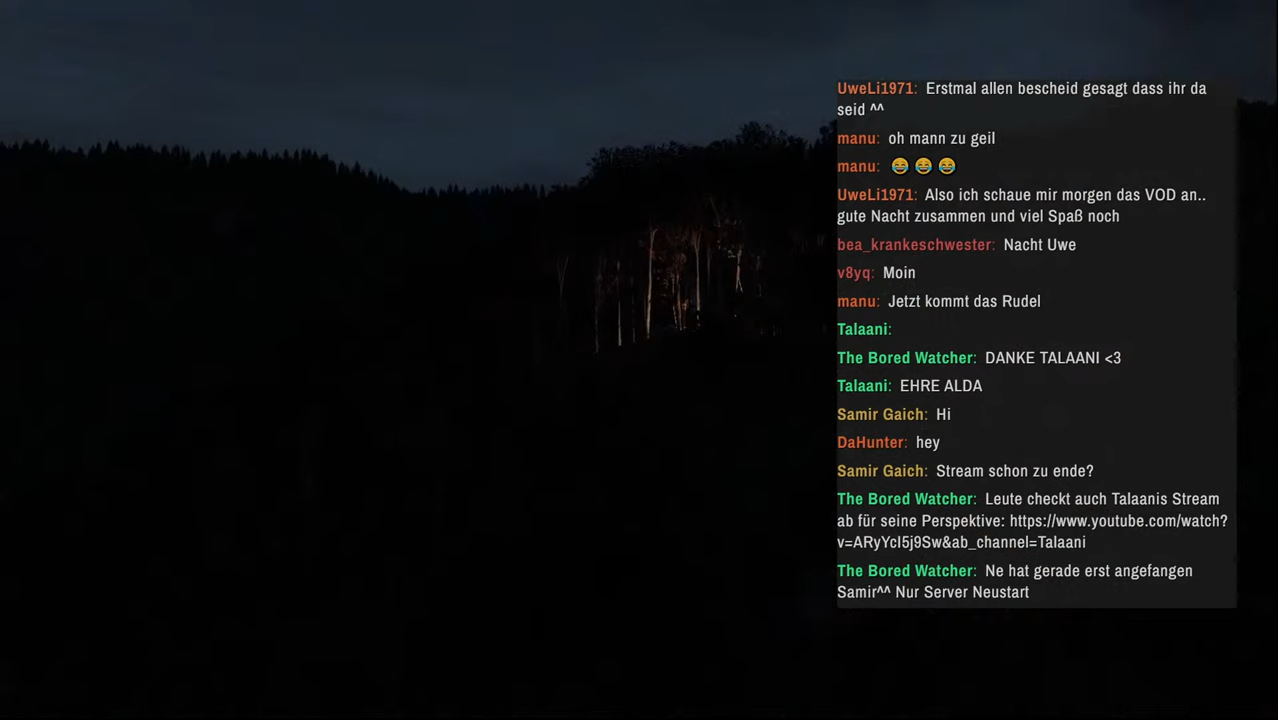 UweLi1971: Erstmal allen bescheid gesagt dass ihr da
seid ^^
manu: oh mann zu geil
manu: 😂 😂 😂
UweLi1971: Also ich schaue mir morgen das VOD an..
gute Nacht zusammen und viel Spaß noch
bea_krankeschwester: Nacht Uwe
v8yq: Moin
manu: Jetzt kommt das Rudel
Talaani:
The Bored Watcher: DANKE TALAANI <3
Talaani: EHRE ALDA
Samir Gaich: Hi
DaHunter: hey
Samir Gaich: Stream schon zu ende?
The Bored Watcher: Leute checkt auch Talaanis Stream
ab für seine Perspektive: https://www.youtube.com/watch?
v=ARyYcI5j9Sw&ab_channel=Talaani
The Bored Watcher: Ne hat gerade erst angefangen
Samir^^ Nur Server Neustart